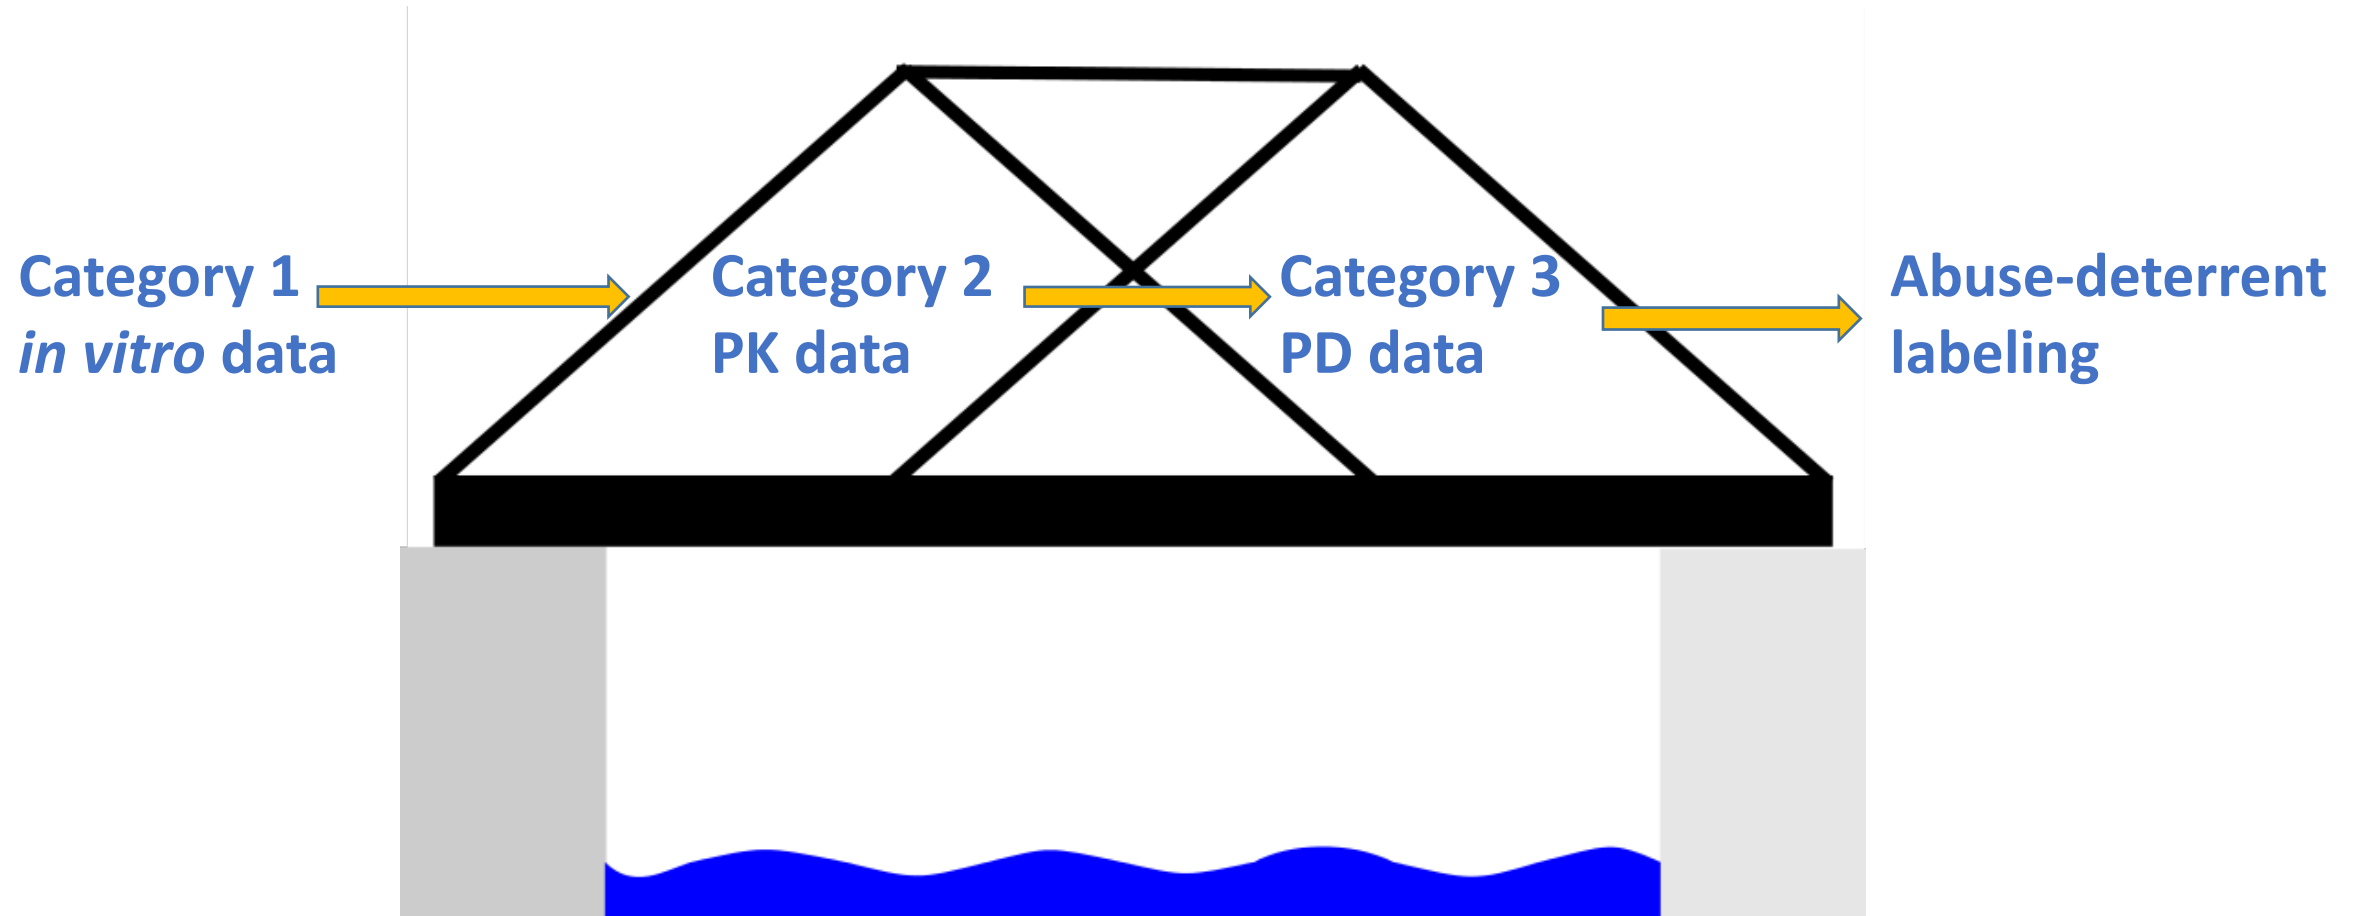 Category 1
in vitro data
Category 2
PK data
Category 3
PD data
Abuse-deterrent
labeling